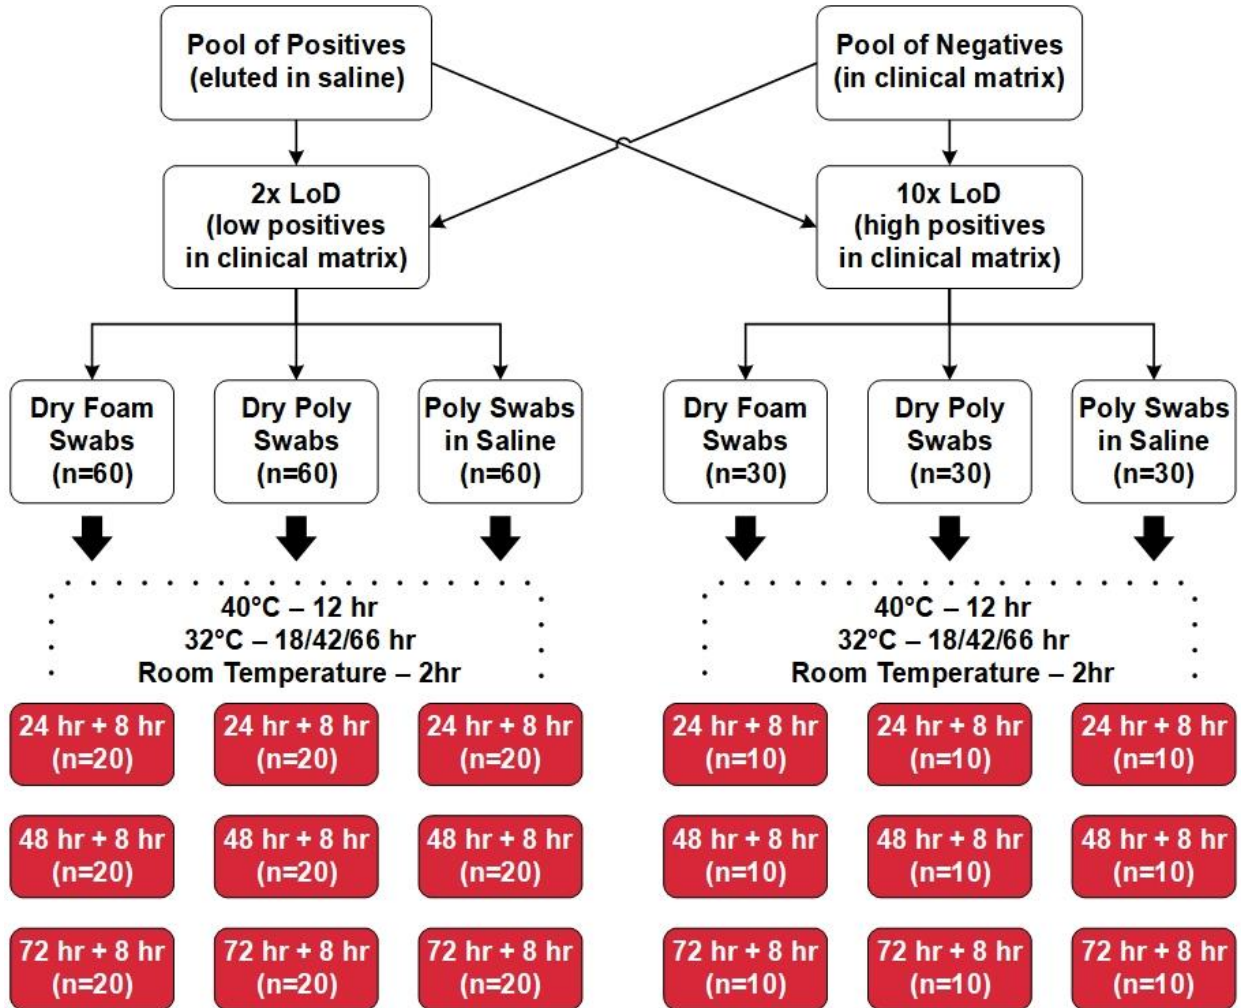 Pool of Positives
(eluted in saline)
Pool of Negatives
(in clinical matrix)
2x LoD
(low positives
in clinical matrix)
10x LoD
(high positives
in clinical matrix)
Dry Foam
Swabs
(n=60)
Dry Poly
Swabs
(n=60)
Poly Swabs
in Saline
(n=60)
Dry Foam
Swabs
(n=30)
Dry Poly
Swabs
(n=30)
Poly Swabs
in Saline
(n=30)
40°C – 12 hr
32°C – 18/42/66 hr
Room Temperature – 2hr
40°C – 12 hr
32°C – 18/42/66 hr
Room Temperature – 2hr
24 hr + 8 hr
(n=20)
24 hr + 8 hr
(n=20)
24 hr + 8 hr
(n=20)
24 hr + 8 hr
(n=10)
24 hr + 8 hr
(n=10)
24 hr + 8 hr
(n=10)
48 hr + 8 hr
(n=20)
48 hr + 8 hr
(n=20)
48 hr + 8 hr
(n=20)
48 hr + 8 hr
(n=10)
48 hr + 8 hr
(n=10)
48 hr + 8 hr
(n=10)
72 hr + 8 hr
(n=20)
72 hr + 8 hr
(n=20)
72 hr + 8 hr
(n=20)
72 hr + 8 hr
(n=10)
72 hr + 8 hr
(n=10)
72 hr + 8 hr
(n=10)